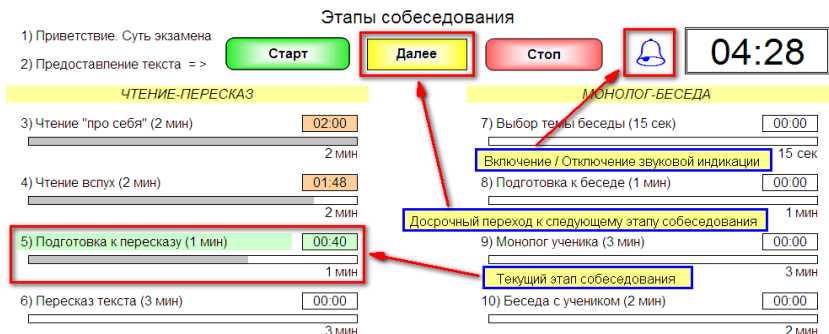 Этапы собеседования
1) Приветствие. Суть экзамена
2) Предоставление текста = >
Старт
Далее
Стоп
04:28
ЧТЕНИЕ-ПЕРЕСКАЗ
3) Чтение "про себя" (2 мин) 02:00
2 мин
4) Чтение вслух (2 мин) 01:48
2 мин
5) Подготовка к пересказу (1 мин) 00:40
1 мин
6) Пересказ текста (3 мин) 00:00
3 мин
МОНОЛОГ-БЕСЕДА
7) Выбор темы беседы (15 сек) 00:00
15 сек
Включение / Отключение звуковой индикации
8) Подготовка к беседе (1 мин) 00:00
1 мин
Досрочный переход к следующему этапу собеседования
9) Монолог ученика (3 мин) 00:00
3 мин
Текущий этап собеседования
10) Беседа с учеником (2 мин) 00:00
2 мин